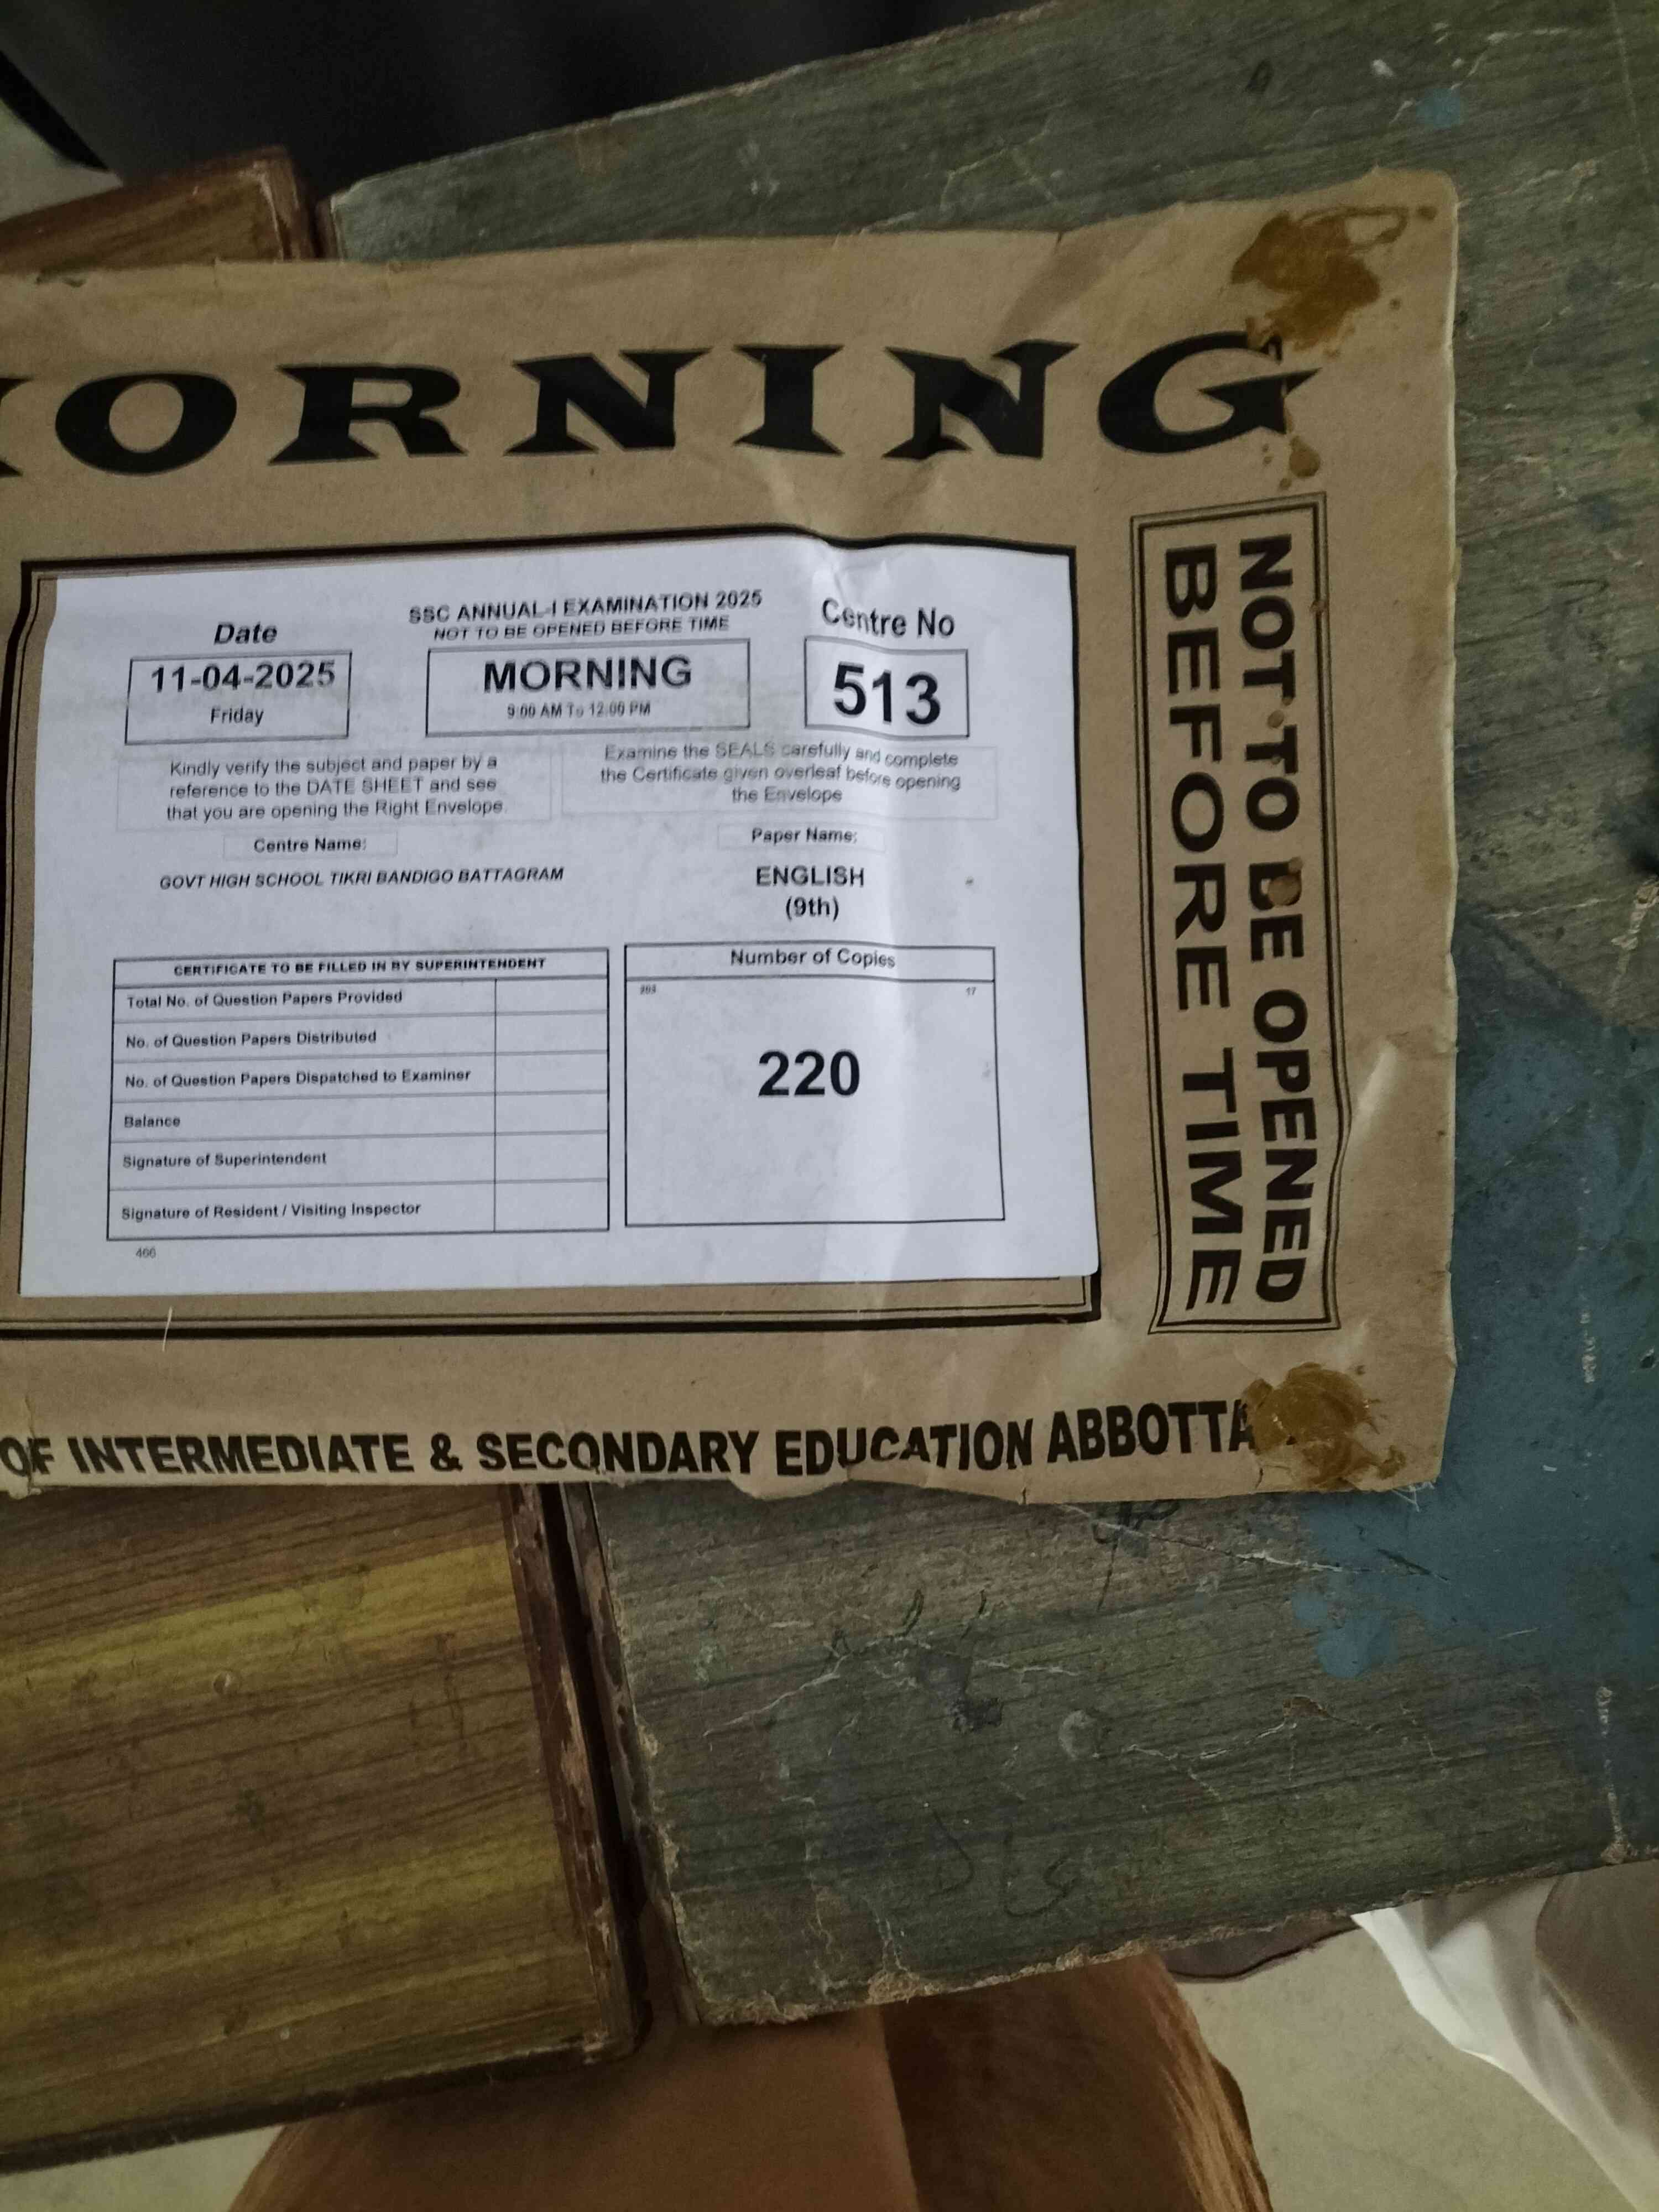 ORNING
SSC ANNUAL-I EXAMINATION 2025
NOT TO BE OPENED BEFORE TIME
Date
11-04-2025
Friday
MORNING
9:00 AM To 12:00 PM
Centre No
513
Kindly verify the subject and paper by a
reference to the DATE SHEET and see
that you are opening the Right Envelope.
Examine the SEALS carefully and complete
the Certificate given overleaf before opening
the Envelope
Centre Name:
GOVT HIGH SCHOOL TIKRI BANDIGO BATTAGRAM
Paper Name:
ENGLISH
(9th)
CERTIFICATE TO BE FILLED IN BY SUPERINTENDENT
Total No. of Question Papers Provided
No. of Question Papers Distributed
No. of Question Papers Dispatched to Examiner
Balance
Signature of Superintendent
Signature of Resident / Visiting Inspector
466
Number of Copies
17
220
NOT TO BE OPENED
BEFORE TIME
OF INTERMEDIATE & SECONDARY EDUCATION ABBOTTA